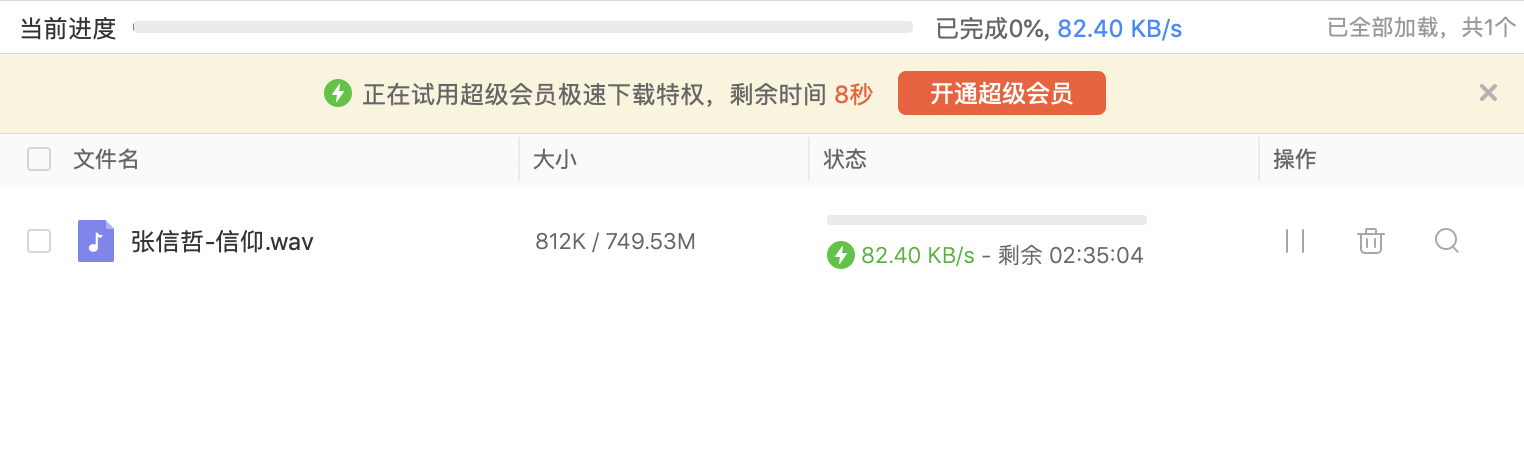 当前进度 已完成0%, 82.40 KB/s 已全部加载，共1个
正在试用超级会员极速下载特权，剩余时间 8秒 开通超级会员
文件名 大小 状态 操作
张信哲-信仰.wav 812K / 749.53M
82.40 KB/s - 剩余 02:35:04